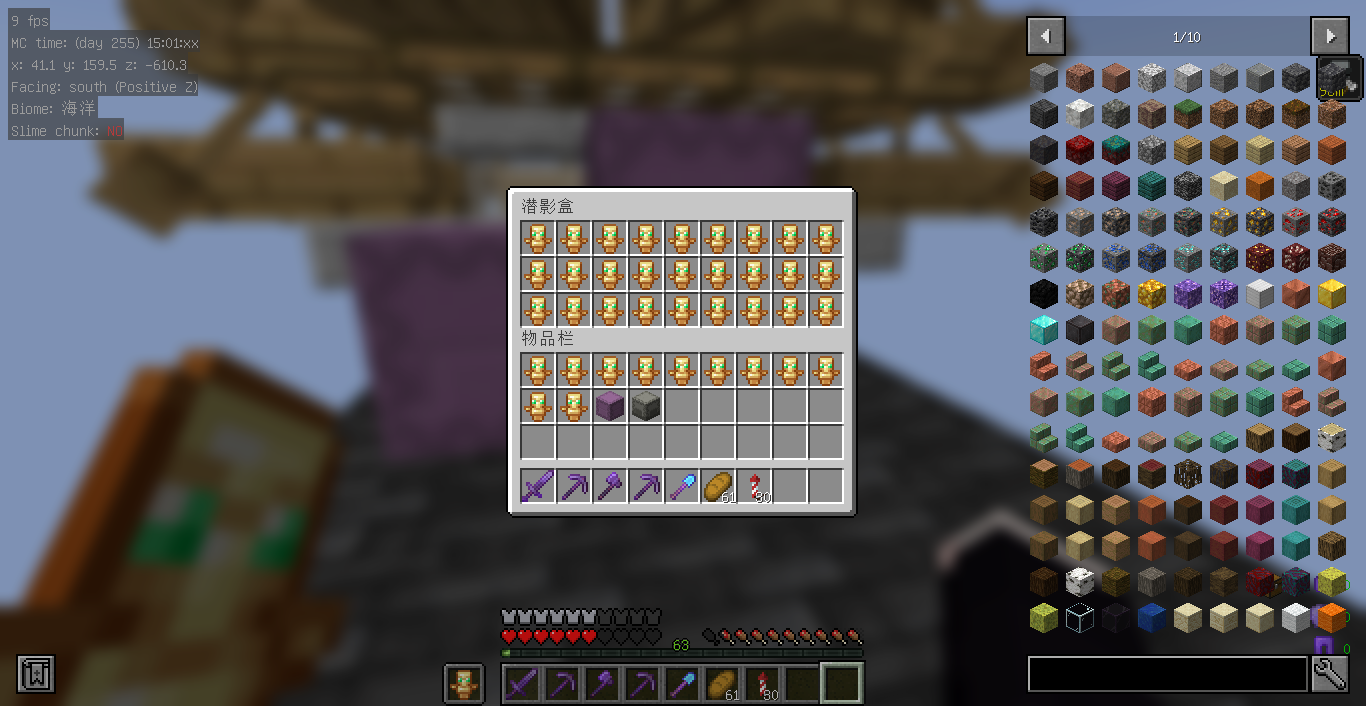 9 fps
MC time: (day 255) 15:01:xx
x: 41.1 y: 159.5 z: -610.3
Facing: south (Positive Z)
Biome: 海洋
Slime chunk: NO
1/10
潜影盒
物品栏
61
80
63
61
80
0